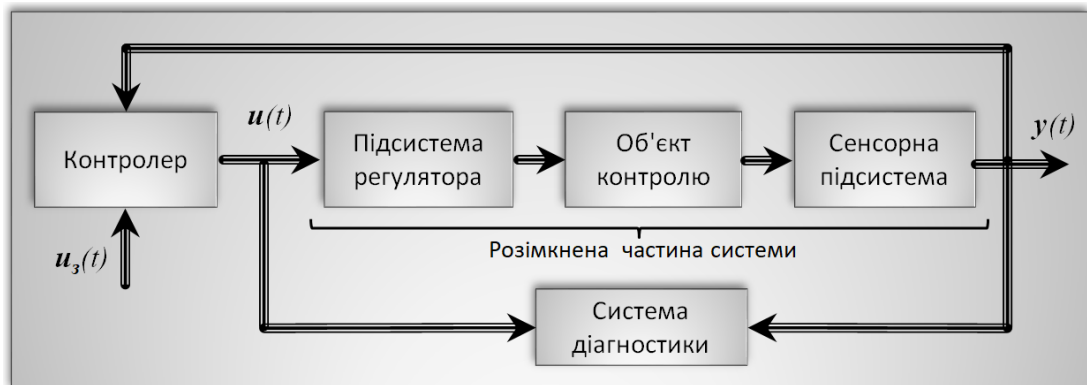 Контролер
u(t)
Підсистема
регулятора
Об'єкт
контролю
Сенсорна
підсистема
y(t)
uз(t)
Розімкнена частина системи
Система
діагностики